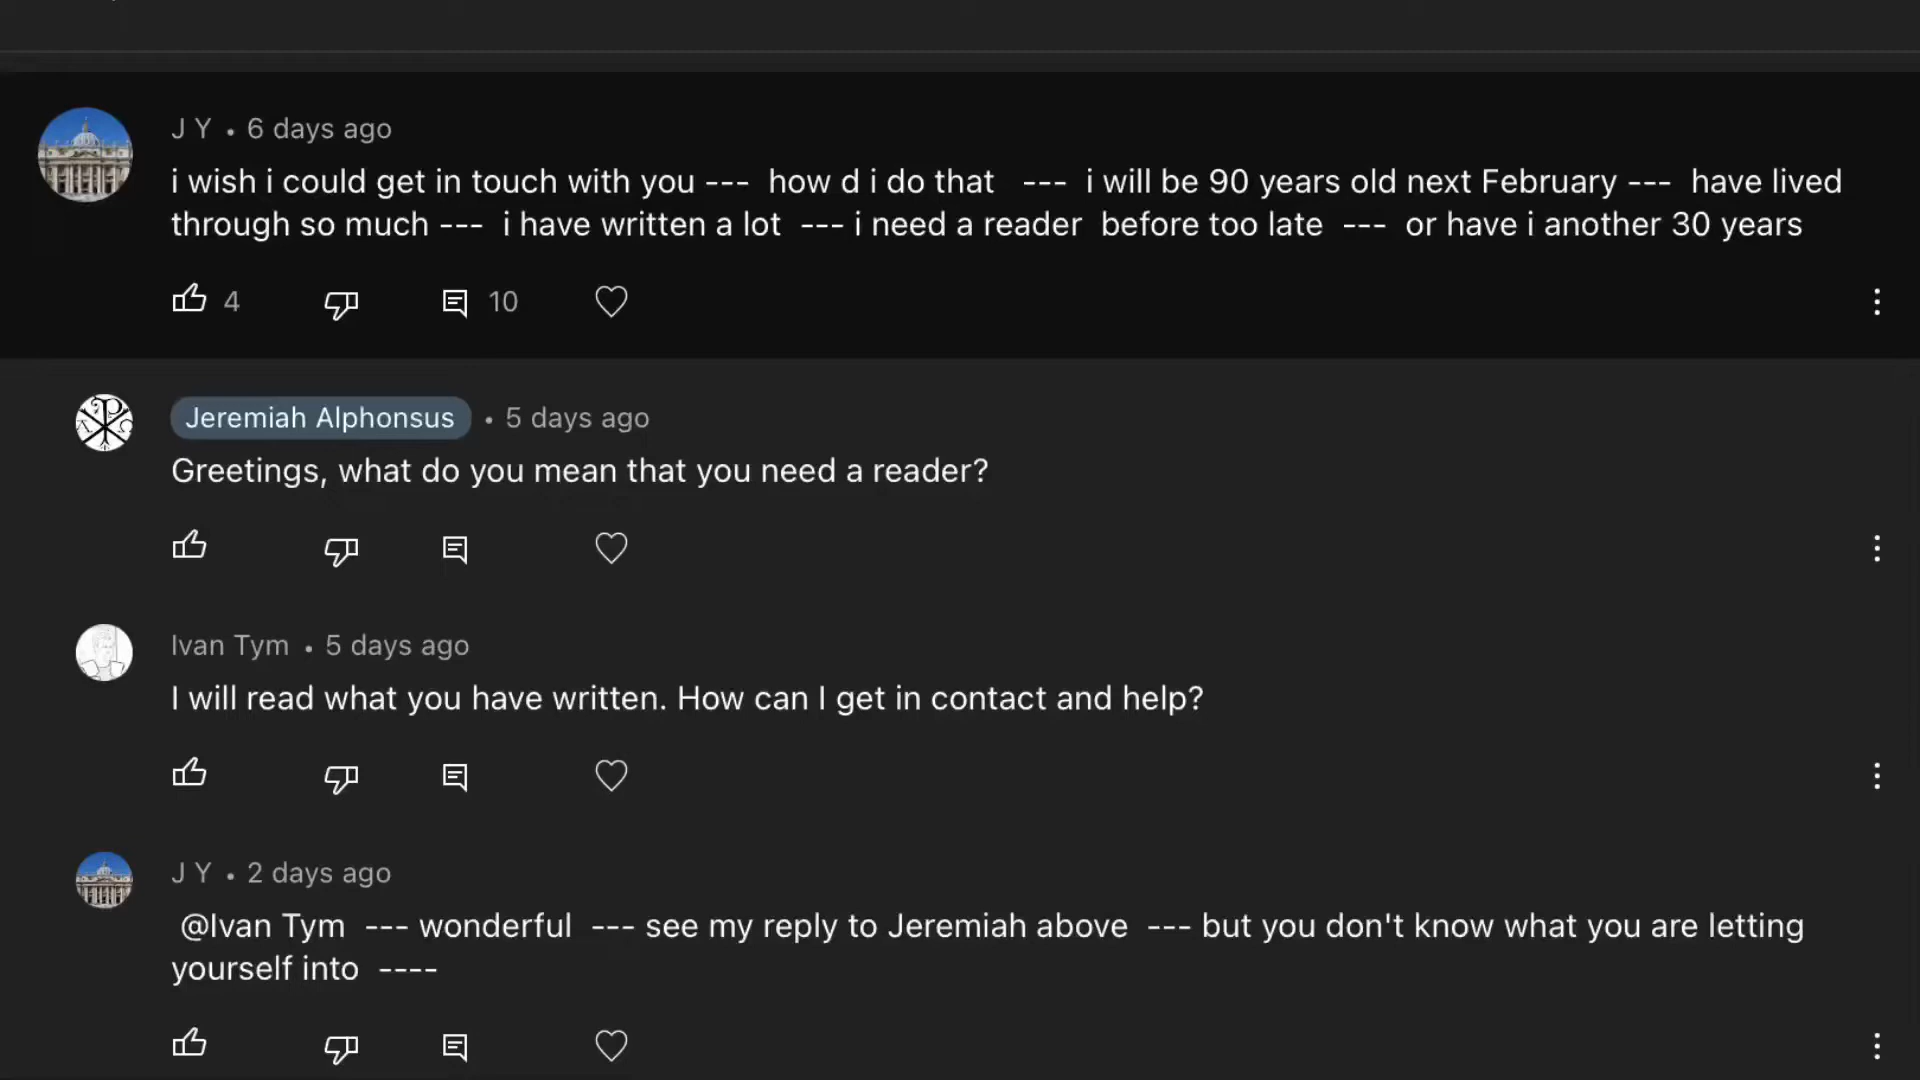 J Y • 6 days ago
i wish i could get in touch with you --- how d i do that --- i will be 90 years old next February --- have lived
through so much --- i have written a lot --- i need a reader before too late --- or have i another 30 years
4 10
Jeremiah Alphonsus • 5 days ago
Greetings, what do you mean that you need a reader?
Ivan Tym • 5 days ago
I will read what you have written. How can I get in contact and help?
J Y • 2 days ago
@Ivan Tym --- wonderful --- see my reply to Jeremiah above --- but you don't know what you are letting
yourself into ----